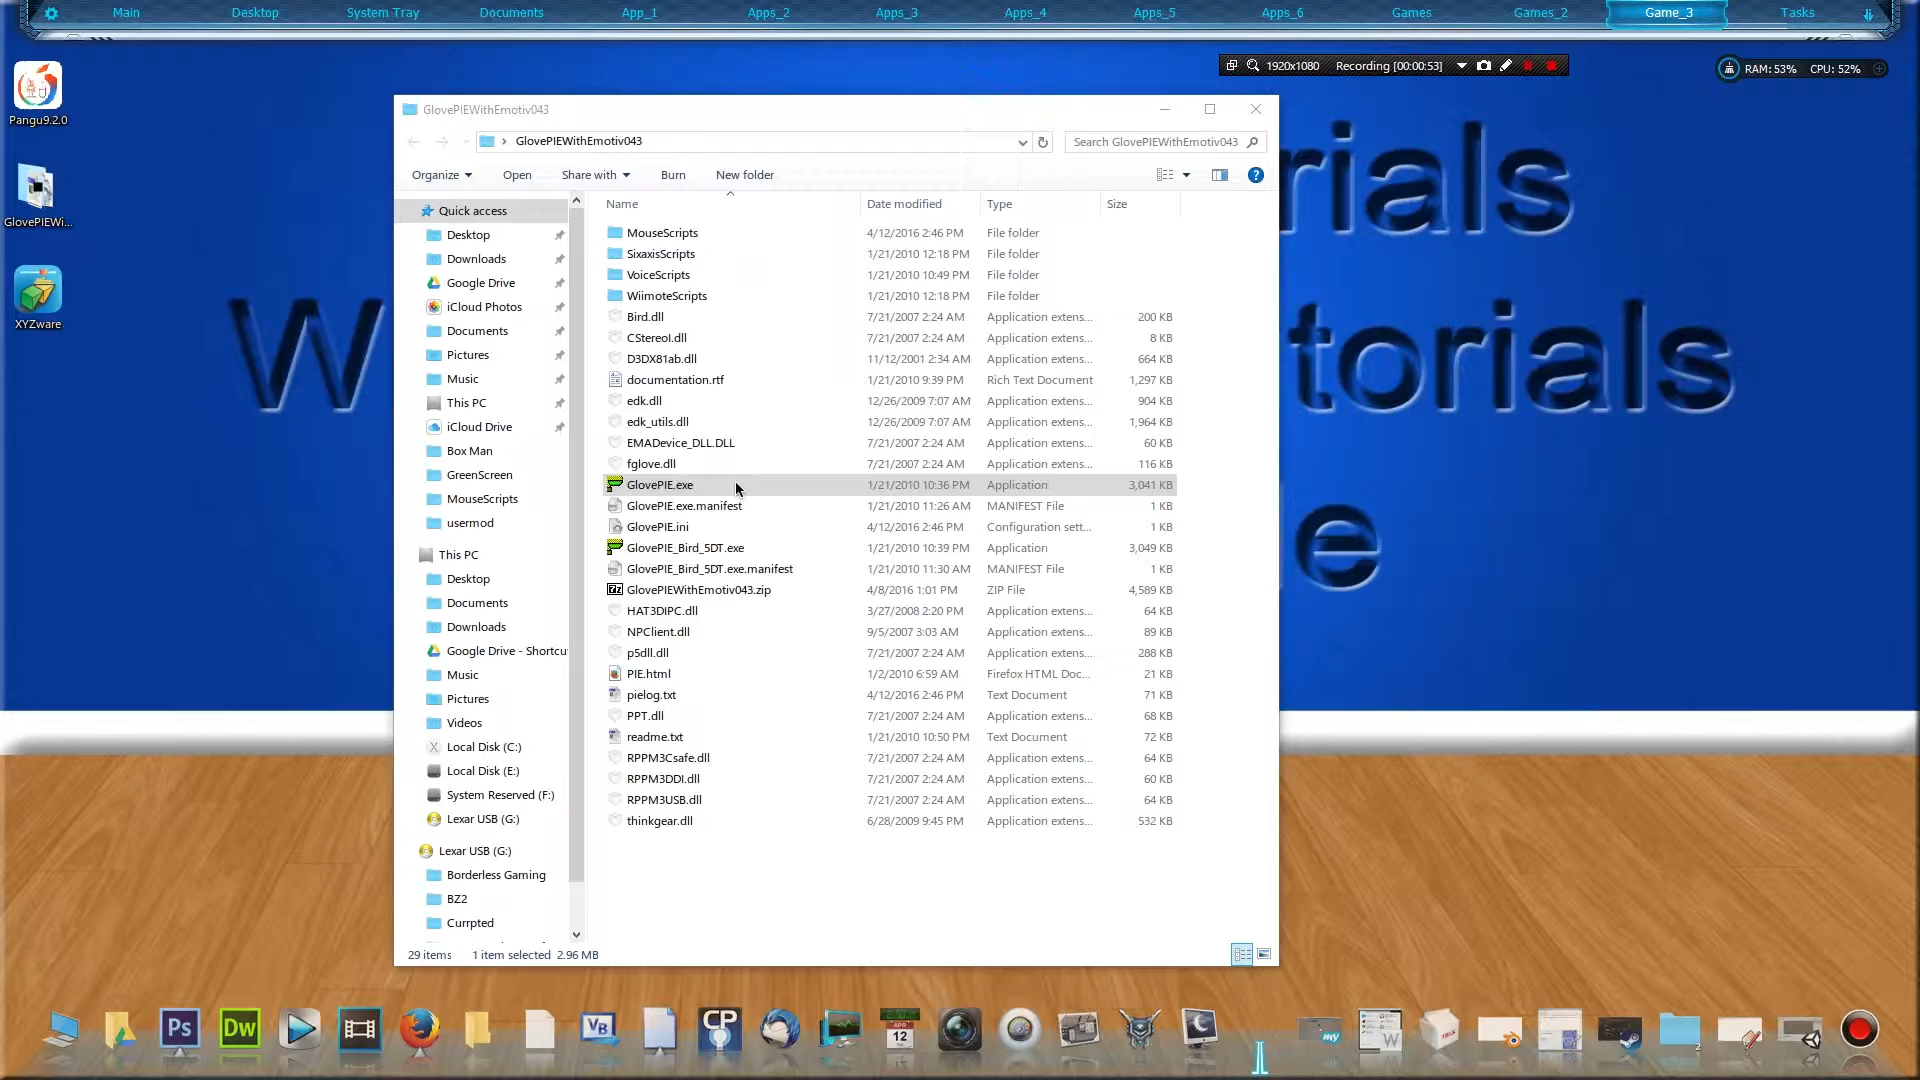 Main Desktop System Tray Documents App_1 Apps_2 Apps_3 Apps_4 Apps_5 Apps_6 Games Games_2 Game_3 Tasks
1920x1080 Recording [00:00:53]
RAM: 53% CPU: 52%
Pangu9.2.0
GlovePIEWi...
XYZware
rials
W
torials
e
GlovePIEWithEmotiv043
GlovePIEWithEmotiv043
Search GlovePIEWithEmotiv043
Organize Open Share with Burn New folder
Quick access
Desktop
Downloads
Google Drive
iCloud Photos
Documents
Pictures
Music
This PC
iCloud Drive
Box Man
GreenScreen
MouseScripts
usermod
This PC
Desktop
Documents
Downloads
Google Drive - Shortcu
Music
Pictures
Videos
Local Disk (C:)
Local Disk (E:)
System Reserved (F:)
Lexar USB (G:)
Lexar USB (G:)
Borderless Gaming
BZ2
Currpted
Name Date modified Type Size
MouseScripts 4/12/2016 2:46 PM File folder
SixaxisScripts 1/21/2010 12:18 PM File folder
VoiceScripts 1/21/2010 10:49 PM File folder
WiimoteScripts 1/21/2010 12:18 PM File folder
Bird.dll 7/21/2007 2:24 AM Application extens... 200 KB
CStereoI.dll 7/21/2007 2:24 AM Application extens... 8 KB
D3DX81ab.dll 11/12/2001 2:34 AM Application extens... 664 KB
documentation.rtf 1/21/2010 9:39 PM Rich Text Document 1,297 KB
edk.dll 12/26/2009 7:07 AM Application extens... 904 KB
edk_utils.dll 12/26/2009 7:07 AM Application extens... 1,964 KB
EMADevice_DLL.DLL 7/21/2007 2:24 AM Application extens... 60 KB
fglove.dll 7/21/2007 2:24 AM Application extens... 116 KB
GlovePIE.exe 1/21/2010 10:36 PM Application 3,041 KB
GlovePIE.exe.manifest 1/21/2010 11:26 AM MANIFEST File 1 KB
GlovePIE.ini 4/12/2016 2:46 PM Configuration sett... 1 KB
GlovePIE_Bird_5DT.exe 1/21/2010 10:39 PM Application 3,049 KB
GlovePIE_Bird_5DT.exe.manifest 1/21/2010 11:30 AM MANIFEST File 1 KB
GlovePIEWithEmotiv043.zip 4/8/2016 1:01 PM ZIP File 4,589 KB
HAT3DIPC.dll 3/27/2008 2:20 PM Application extens... 64 KB
NPClient.dll 9/5/2007 3:03 AM Application extens... 89 KB
p5dll.dll 7/21/2007 2:24 AM Application extens... 288 KB
PIE.html 1/2/2010 6:59 AM Firefox HTML Doc... 21 KB
pielog.txt 4/12/2016 2:46 PM Text Document 71 KB
PPT.dll 7/21/2007 2:24 AM Application extens... 68 KB
readme.txt 1/21/2010 10:50 PM Text Document 72 KB
RPPM3Csafe.dll 7/21/2007 2:24 AM Application extens... 64 KB
RPPM3DDI.dll 7/21/2007 2:24 AM Application extens... 60 KB
RPPM3USB.dll 7/21/2007 2:24 AM Application extens... 64 KB
thinkgear.dll 6/28/2009 9:45 PM Application extens... 532 KB
29 items 1 item selected 2.96 MB
Ps Dw VB CP APR 12 my W